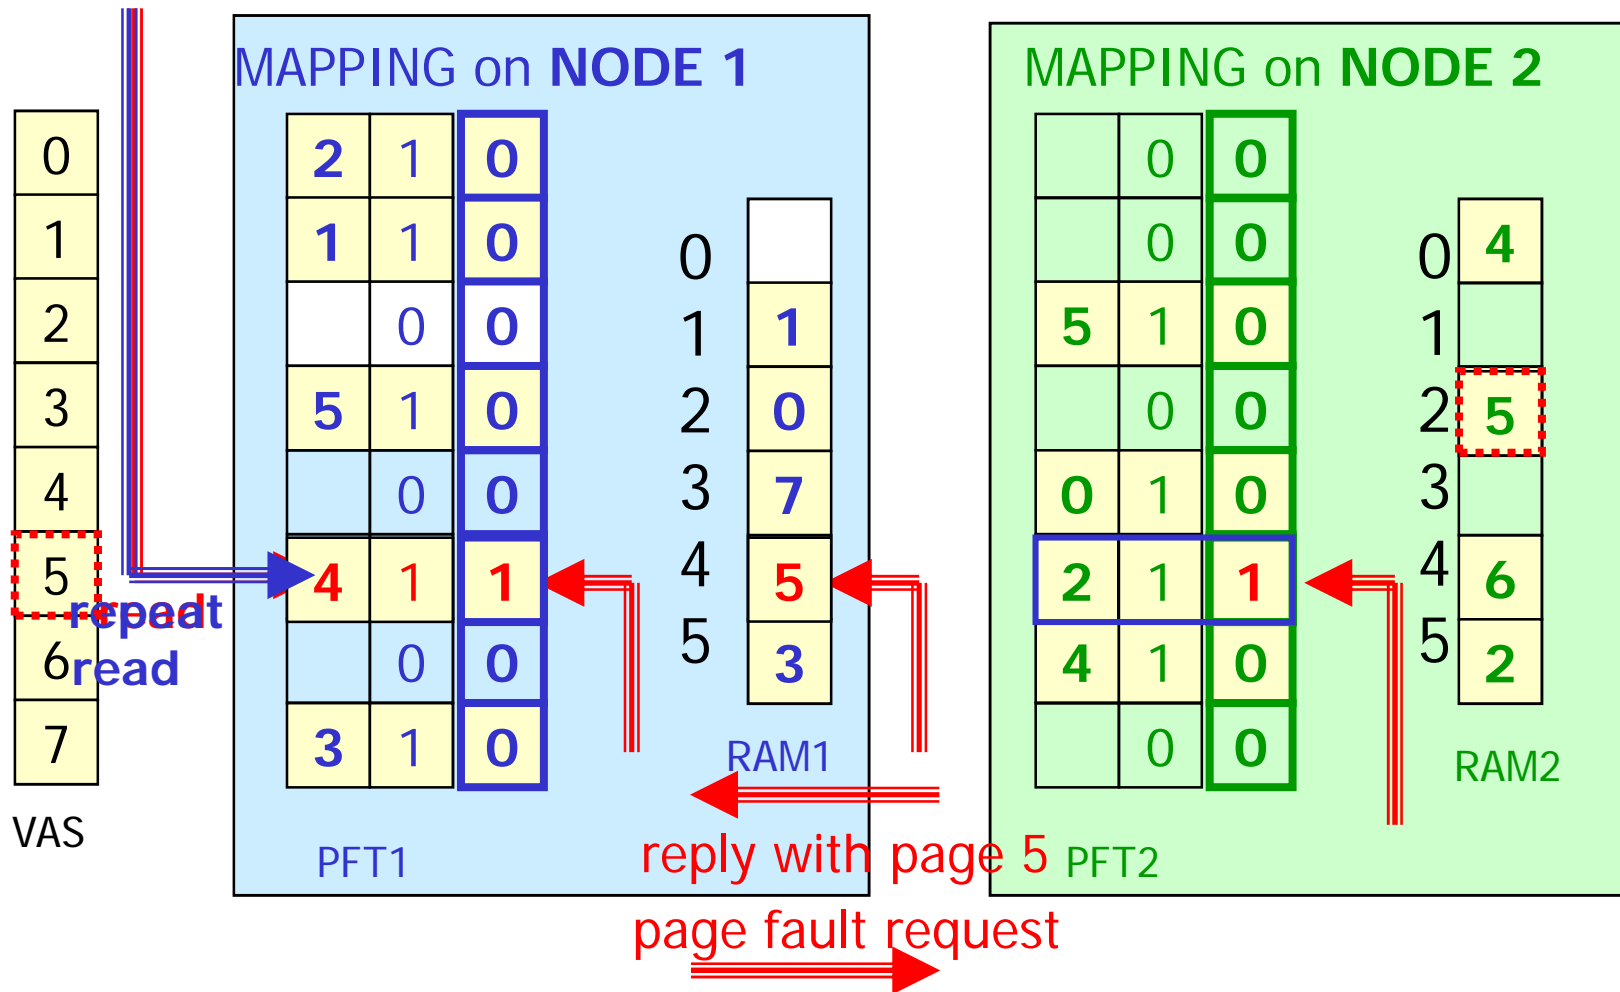 MAPPING on NODE 1
MAPPING on NODE 2
0
1
2
3
4
5
6
7
VAS
read
repeat
read
2 1 0
1 1 0
0 0
5 1 0
0 0
4 1 1
0 0
3 1 0
PFT1
0
1 1
2 0
3 7
4 5
5 3
RAM1
0 0
0 0
5 1 0
0 0
0 1 0
2 1 1
4 1 0
0 0
PFT2
0 4
1
2 5
3
4 6
5 2
RAM2
reply with page 5
page fault request